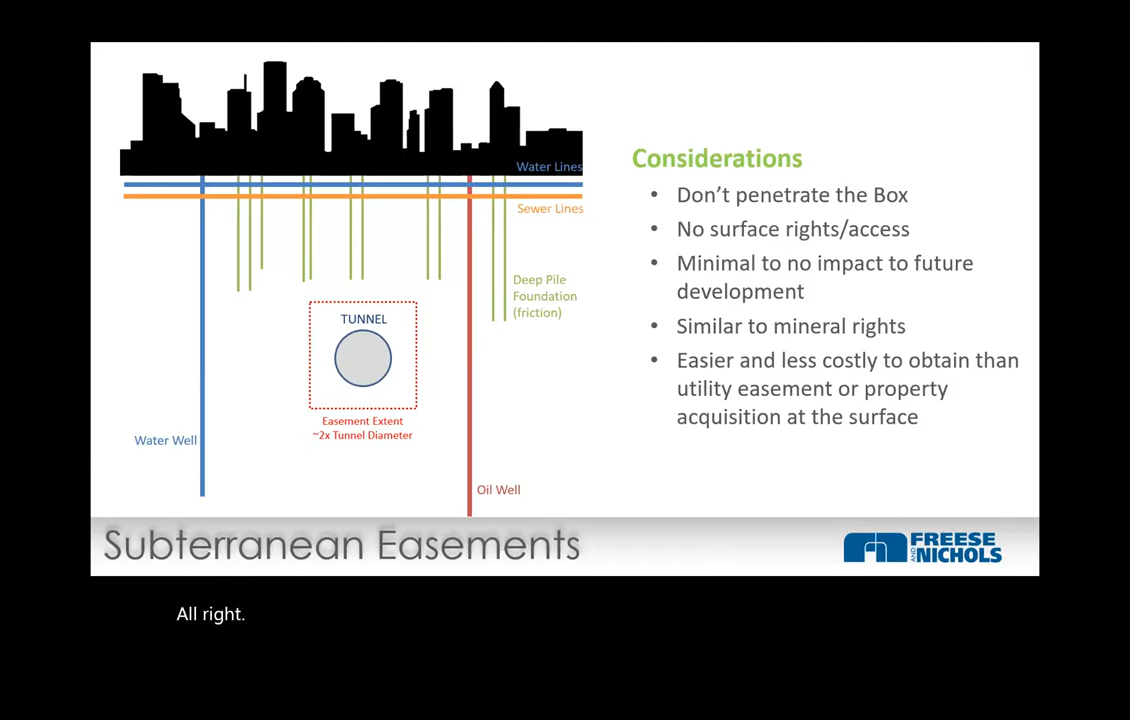 Water Lines
Sewer Lines
Deep Pile
Foundation
(friction)
TUNNEL
Easement Extent
~2x Tunnel Diameter
Water Well
Oil Well
Considerations
• Don’t penetrate the Box
• No surface rights/access
• Minimal to no impact to future
development
• Similar to mineral rights
• Easier and less costly to obtain than
utility easement or property
acquisition at the surface
Subterranean Easements
FREESE
AND NICHOLS
All right.